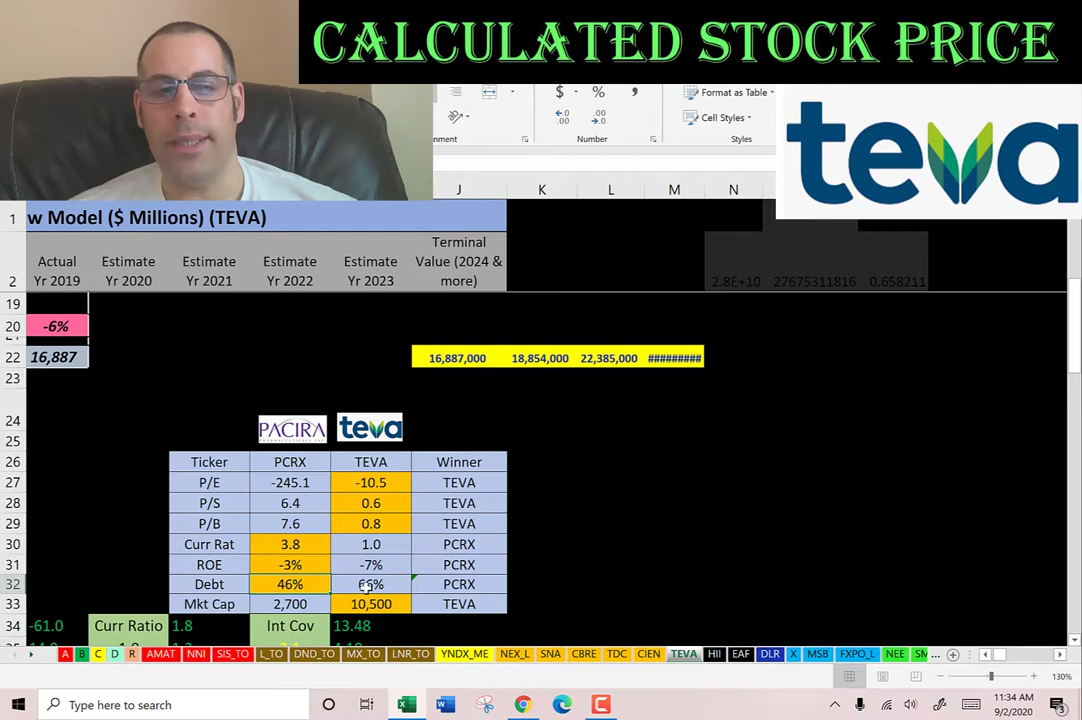 CALCULATED STOCK PRICE
$ % , Format as Table
Cell Styles
nment Number Styles
teva
J K L M N
1 w Model ($ Millions) (TEVA)
Actual Estimate Estimate Estimate Estimate Terminal Value (2024 & more)
2 Yr 2019 Yr 2020 Yr 2021 Yr 2022 Yr 2023 2.8E+10 27675311816 0.658211
19
20 -6%
22 16,887 16,887,000 18,854,000 22,385,000 #########
23
24 PACIRA teva
25
26 Ticker PCRX TEVA Winner
27 P/E -245.1 -10.5 TEVA
28 P/S 6.4 0.6 TEVA
29 P/B 7.6 0.8 TEVA
30 Curr Rat 3.8 1.0 PCRX
31 ROE -3% -7% PCRX
32 Debt 46% PCRX
33 Mkt Cap 2,700 10,500 TEVA
34 -61.0 Curr Ratio 1.8 Int Cov 13.48
A B C D R AMAT NNI SIS_TO L_TO DND_TO MX_TO LNR_TO YNDX_ME NEX_L SNA CBRE TDC CIEN TEVA HII EAF DLR X MSB FXPO_L NEE SM ...
130%
Type here to search
11:34 AM
9/2/2020
3